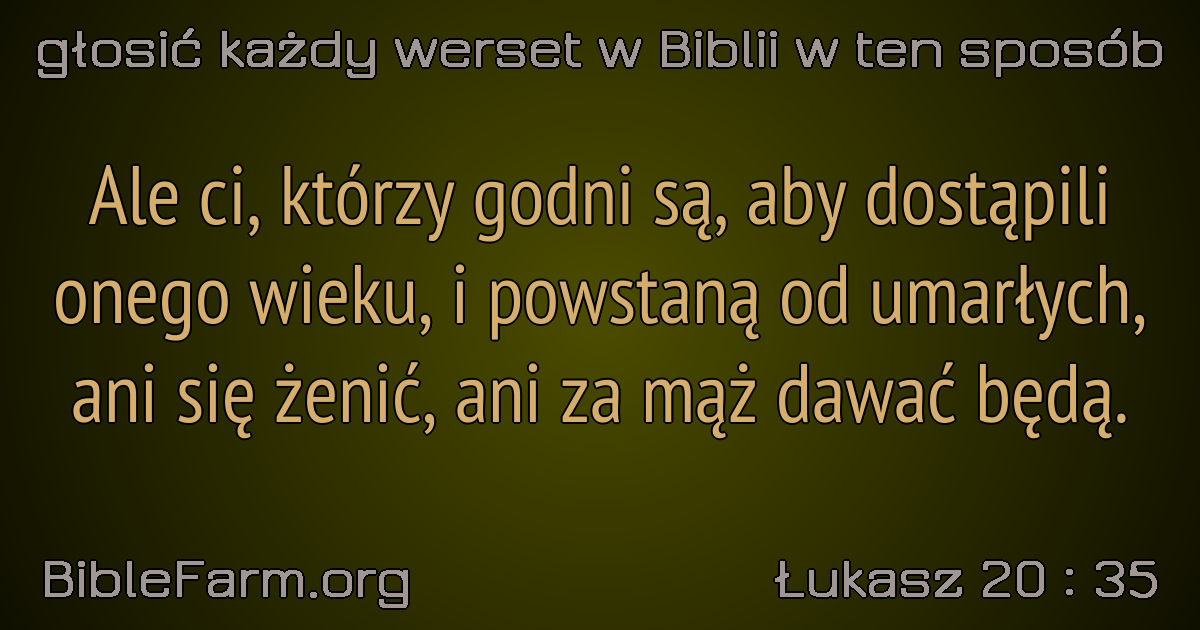 głosić każdy werset w Biblii w ten sposób
Ale ci, którzy godni są, aby dostąpili
onego wieku, i powstaną od umarłych,
ani się żenić, ani za mąż dawać będą.
BibleFarm.org
Łukasz 20 : 35